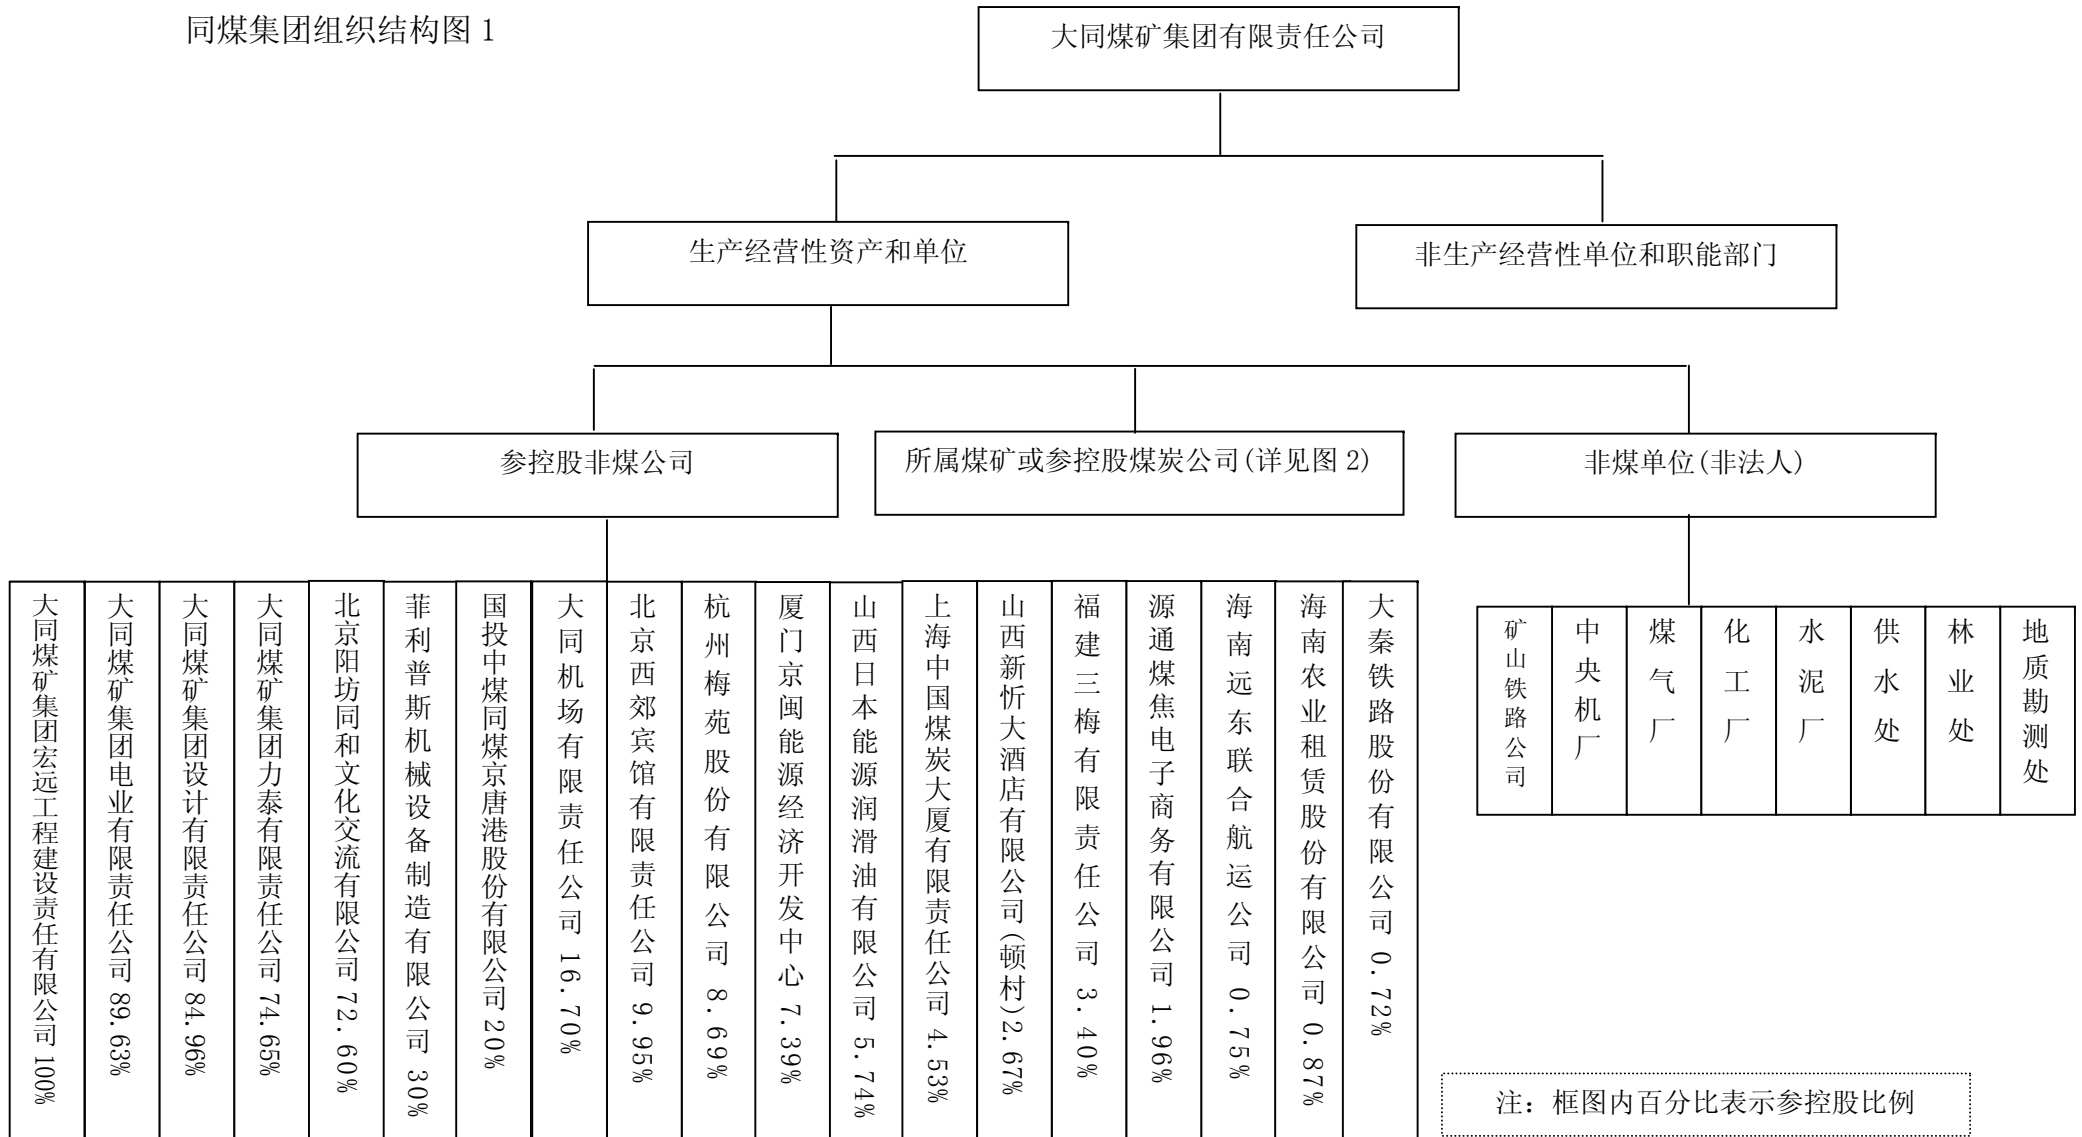 同煤集团组织结构图 1
大同煤矿集团有限责任公司
生产经营性资产和单位
非生产经营性单位和职能部门
参控股非煤公司
所属煤矿或参控股煤炭公司(详见图 2)
非煤单位(非法人)
大同煤矿集团宏远工程建设责任有限公司 100%
大同煤矿集团电业有限责任公司 89.63%
大同煤矿集团设计有限责任公司 84.96%
大同煤矿集团力泰有限责任公司 74.65%
北京阳坊同和文化交流有限公司 72.60%
菲利普斯机械设备制造有限公司 30%
国投中煤同煤京唐港股份有限公司 20%
大同机场有限责任公司 16.70%
北京西郊宾馆有限责任公司 9.95%
杭州梅苑股份有限公司 8.69%
厦门京闽能源经济开发中心 7.39%
山西日本能源润滑油有限公司 5.74%
上海中国煤炭大厦有限责任公司 4.53%
山西新忻大酒店有限公司(顿村)2.67%
福建三梅有限责任公司 3.40%
源通煤焦电子商务有限公司 1.96%
海南远东联合航运公司 0.75%
海南农业租赁股份有限公司 0.87%
大秦铁路股份有限公司 0.72%
矿山铁路公司
中央机厂
煤气厂
化工厂
水泥厂
供水处
林业处
地质勘测处
注：框图内百分比表示参控股比例